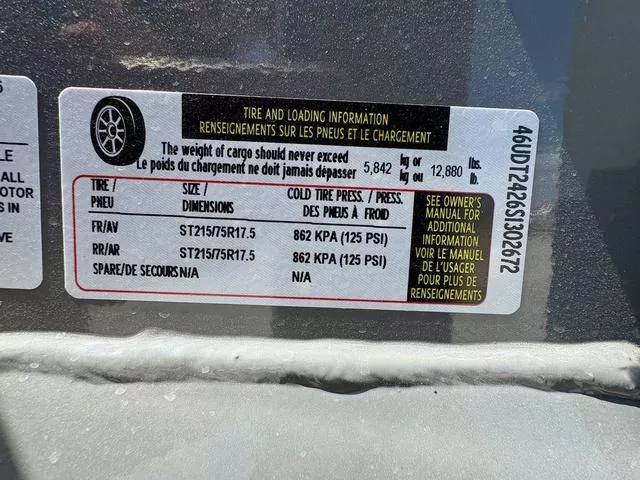 TIRE AND LOADING INFORMATION
RENSEIGNEMENTS SUR LES PNEUS ET LE CHARGEMENT
The weight of cargo should never exceed
Le poids du chargement ne doit jamais dépasser
5,842 kg or 12,880 lbs.
kg ou lb.
TIRE / SIZE / COLD TIRE PRESS. / PRESS.
PNEU DIMENSIONS DES PNEUS À FROID
FR/AV ST215/75R17.5 862 KPA (125 PSI)
RR/AR ST215/75R17.5 862 KPA (125 PSI)
SPARE/DE SECOURS N/A N/A
SEE OWNER'S
MANUAL FOR
ADDITIONAL
INFORMATION
VOIR LE MANUEL
DE L'USAGER
POUR PLUS DE
RENSEIGNEMENTS
46UDT2426S1302672
LE
ALL
MOTOR
S IN
VE